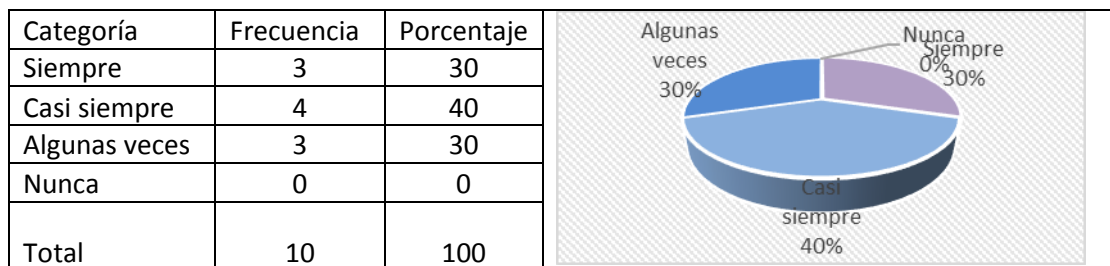 Categoría Frecuencia Porcentaje
Siempre 3 30
Casi siempre 4 40
Algunas veces 3 30
Nunca 0 0
Total 10 100
Algunas
veces
30%
Nunca
0%
Siempre
30%
Casi
siempre
40%